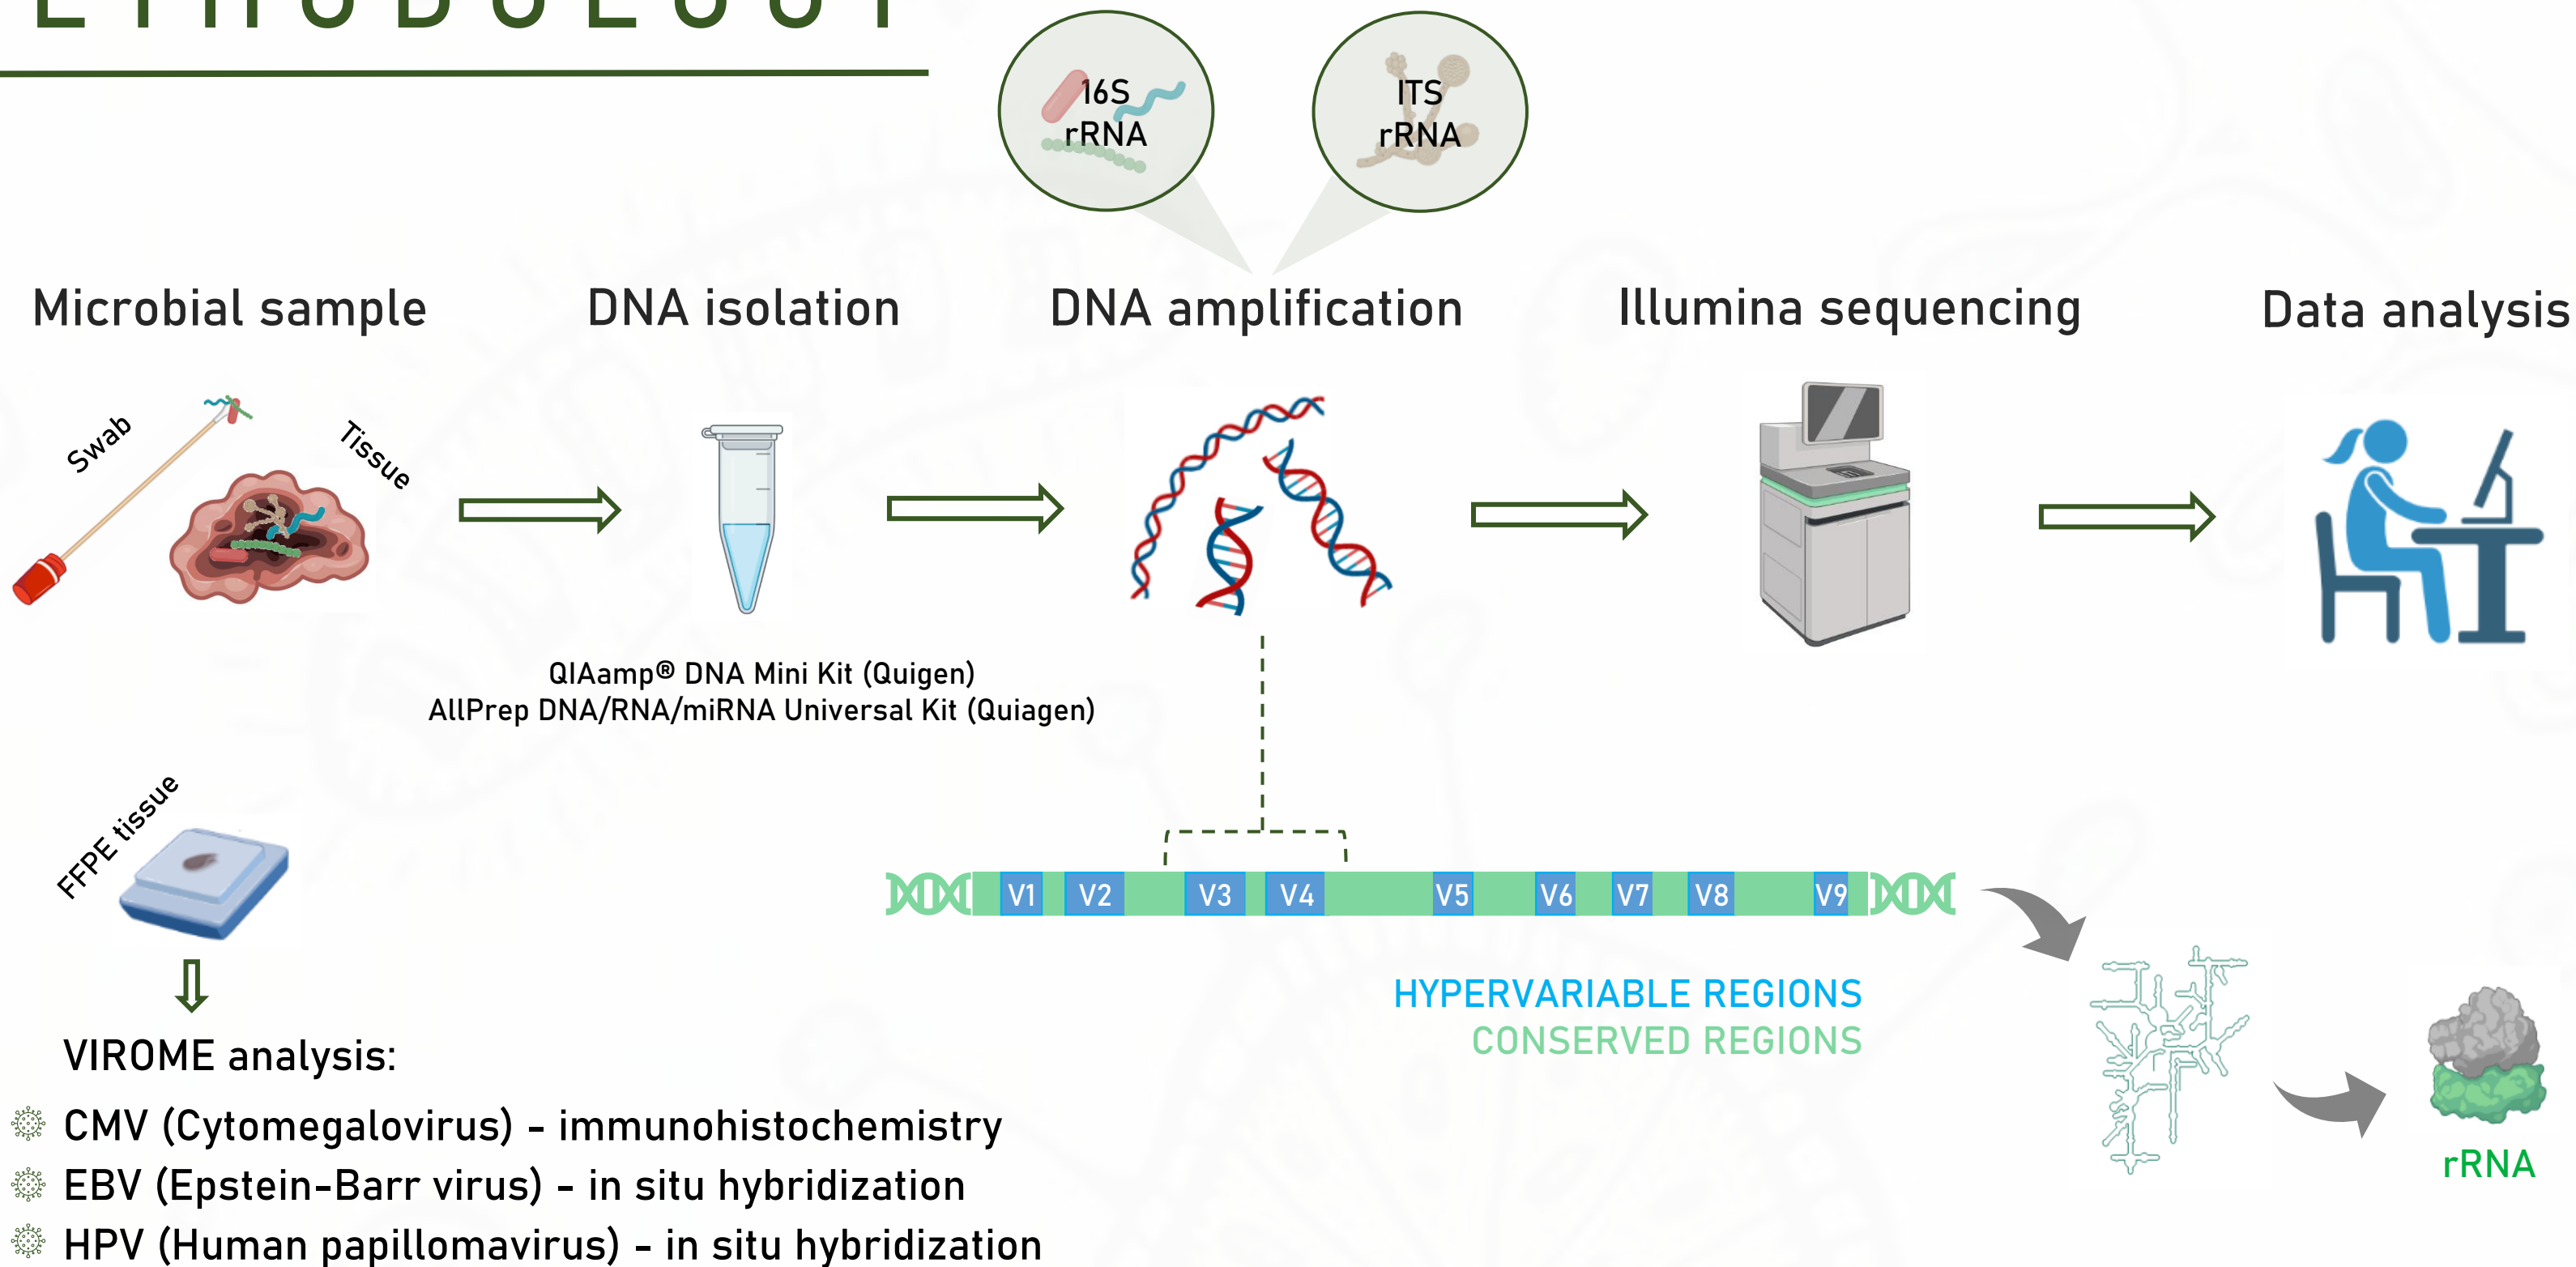 ETHODOLOGY
16S
rRNA
ITS
rRNA
Microbial sample
DNA isolation
DNA amplification
Illumina sequencing
Data analysis
Swab
Tissue
QIAamp® DNA Mini Kit (Quigen)
AllPrep DNA/RNA/miRNA Universal Kit (Quiagen)
FFPE tissue
V1 V2 V3 V4 V5 V6 V7 V8 V9
HYPERVARIABLE REGIONS
CONSERVED REGIONS
rRNA
VIROME analysis:
CMV (Cytomegalovirus) - immunohistochemistry
EBV (Epstein-Barr virus) - in situ hybridization
HPV (Human papillomavirus) - in situ hybridization